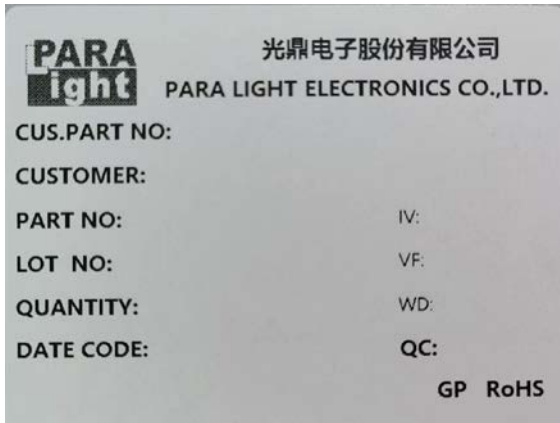 PARA
light
光鼎电子股份有限公司
PARA LIGHT ELECTRONICS CO.,LTD.
CUS.PART NO:
CUSTOMER:
PART NO:
IV:
LOT NO:
VF:
QUANTITY:
WD:
DATE CODE:
QC:
GP RoHS